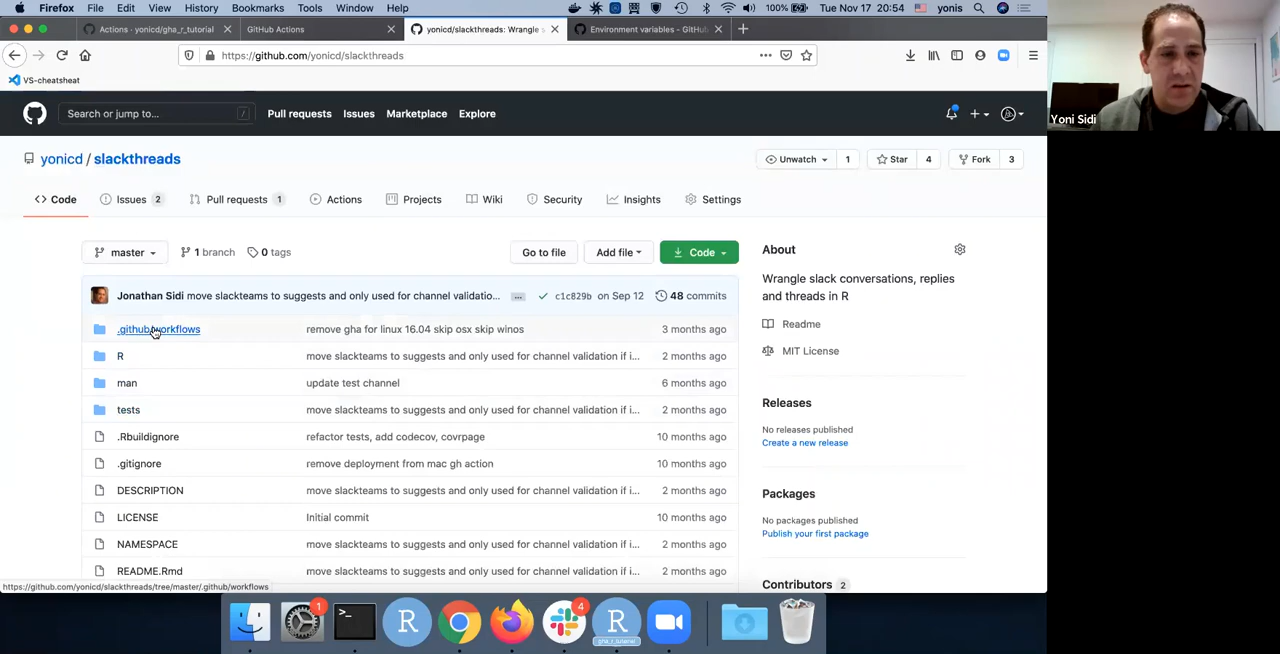 Firefox File Edit View History Bookmarks Tools Window Help 100% Tue Nov 17 20:54 yonis
Actions · yonicd/gha_r_tutorial GitHub Actions yonicd/slackthreads: Wrangle s Environment variables - GitHub
https://github.com/yonicd/slackthreads
VS-cheatsheet
Search or jump to... / Pull requests Issues Marketplace Explore
Yoni Sidi
yonicd / slackthreads Unwatch 1 Star 4 Fork 3
Code Issues 2 Pull requests 1 Actions Projects Wiki Security Insights Settings
master 1 branch 0 tags Go to file Add file Code
About
Wrangle slack conversations, replies
and threads in R
Readme
MIT License
Releases
No releases published
Create a new release
Packages
No packages published
Publish your first package
Contributors 2
Jonathan Sidi move slackteams to suggests and only used for channel validatio... ... c1c829b on Sep 12 48 commits
.github/workflows remove gha for linux 16.04 skip osx skip winos 3 months ago
R move slackteams to suggests and only used for channel validation if i... 2 months ago
man update test channel 6 months ago
tests move slackteams to suggests and only used for channel validation if i... 2 months ago
.Rbuildignore refactor tests, add codecov, covrpage 10 months ago
.gitignore remove deployment from mac gh action 10 months ago
DESCRIPTION move slackteams to suggests and only used for channel validation if i... 2 months ago
LICENSE Initial commit 10 months ago
NAMESPACE move slackteams to suggests and only used for channel validation if i... 2 months ago
README.Rmd move slackteams to suggests and only used for channel validation if i... 2 months ago
https://github.com/yonicd/slackthreads/tree/master/.github/workflows
1 >_ R 4 R
gha_r_tutorial